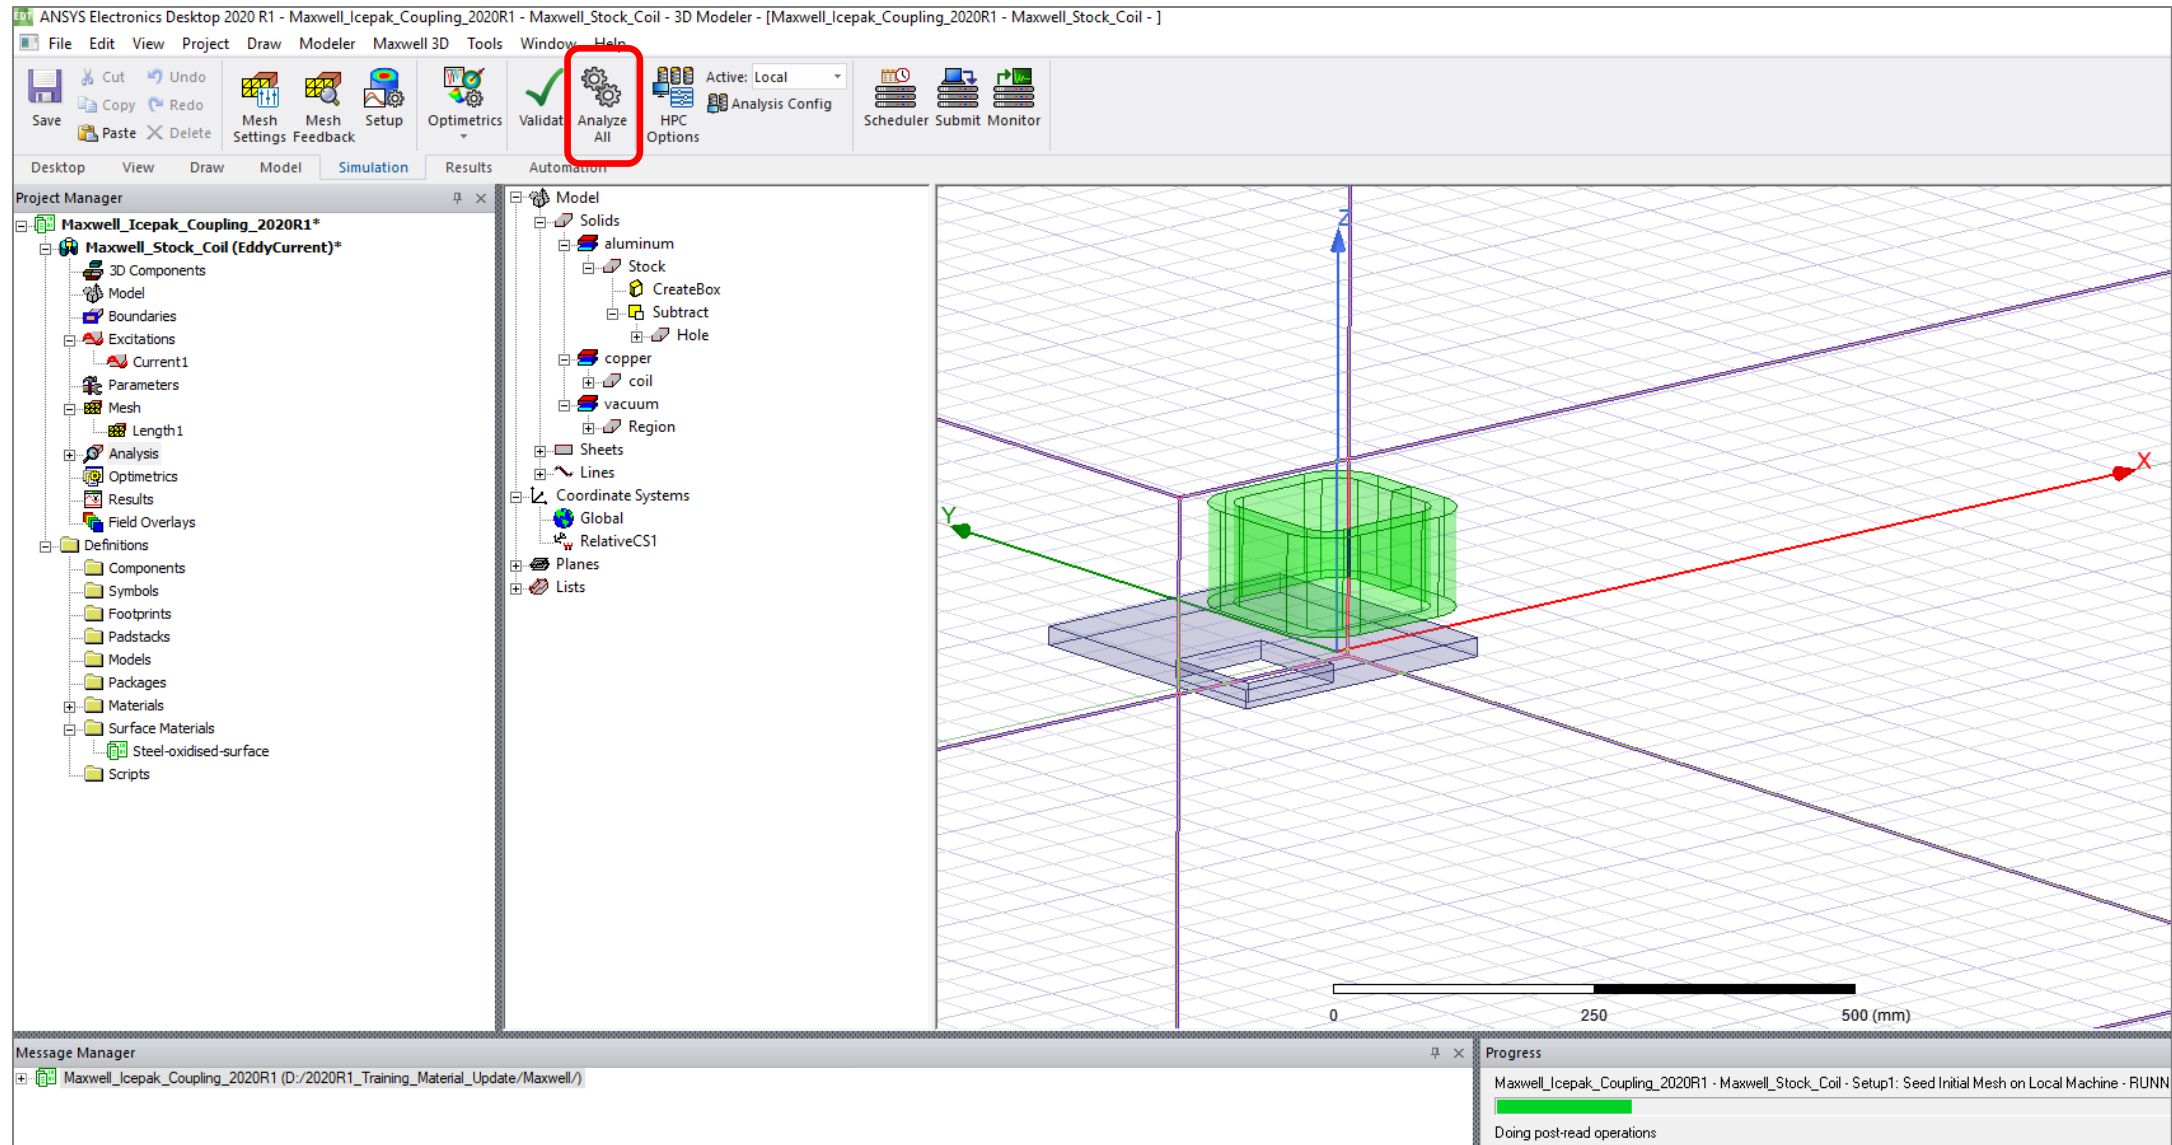 EDT ANSYS Electronics Desktop 2020 R1 - Maxwell_Icepak_Coupling_2020R1 - Maxwell_Stock_Coil - 3D Modeler - [Maxwell_Icepak_Coupling_2020R1 - Maxwell_Stock_Coil - ]
File Edit View Project Draw Modeler Maxwell 3D Tools Window Help
Save
Cut Undo
Copy Redo
Paste Delete
Mesh Settings
Mesh Feedback
Setup
Optimetrics
Validat
Analyze All
HPC Options
Active: Local
Analysis Config
Scheduler Submit Monitor
Desktop View Draw Model Simulation Results Automation
Project Manager
Maxwell_Icepak_Coupling_2020R1*
Maxwell_Stock_Coil (EddyCurrent)*
3D Components
Model
Boundaries
Excitations
Current1
Parameters
Mesh
Length1
Analysis
Optimetrics
Results
Field Overlays
Definitions
Components
Symbols
Footprints
Padstacks
Models
Packages
Materials
Surface Materials
Steel-oxidised-surface
Scripts
Model
Solids
aluminum
Stock
CreateBox
Subtract
Hole
copper
coil
vacuum
Region
Sheets
Lines
Coordinate Systems
Global
RelativeCS1
Planes
Lists
Z
X
Y
0 250 500 (mm)
Message Manager
Maxwell_Icepak_Coupling_2020R1 (D:/2020R1_Training_Material_Update/Maxwell/)
Progress
Maxwell_Icepak_Coupling_2020R1 - Maxwell_Stock_Coil - Setup1: Seed Initial Mesh on Local Machine - RUNN
Doing post-read operations